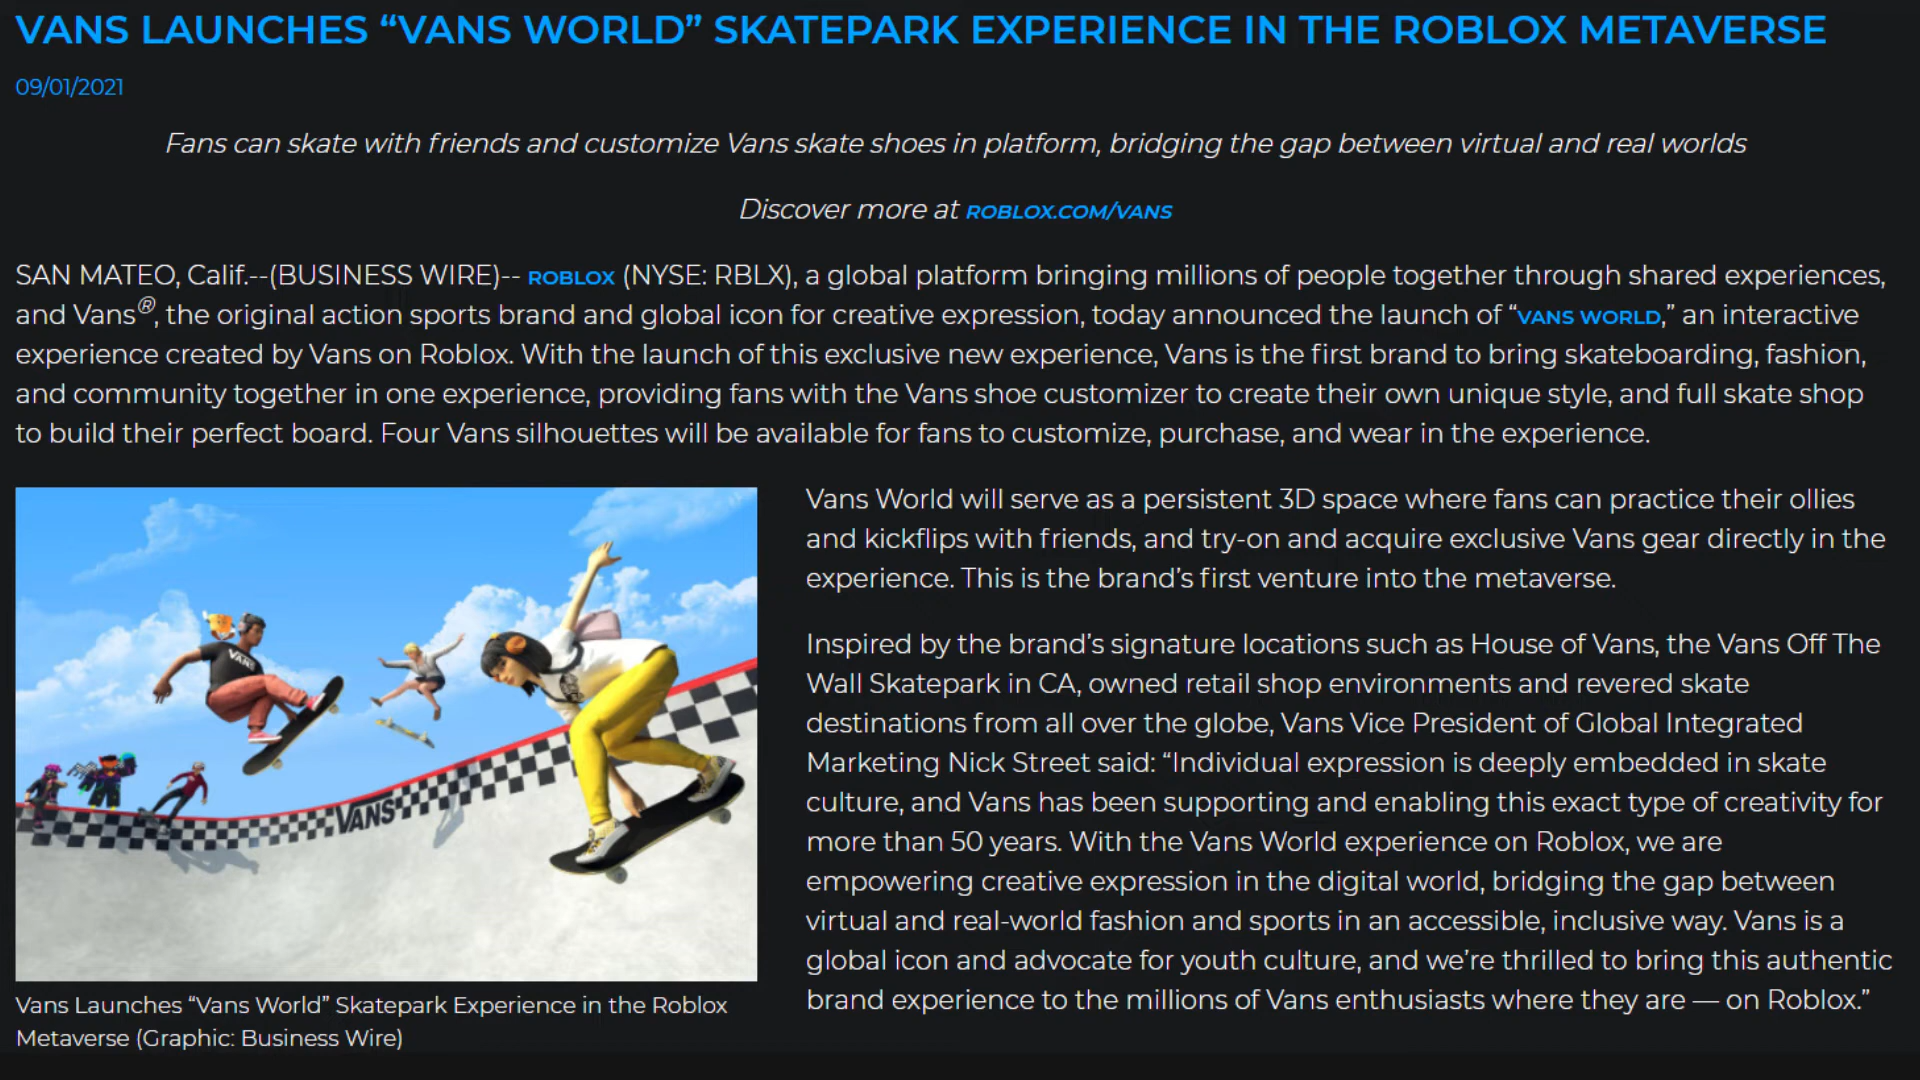 VANS LAUNCHES “VANS WORLD” SKATEPARK EXPERIENCE IN THE ROBLOX METAVERSE
09/01/2021
Fans can skate with friends and customize Vans skate shoes in platform, bridging the gap between virtual and real worlds
Discover more at ROBLOX.COM/VANS
SAN MATEO, Calif.--(BUSINESS WIRE)-- ROBLOX (NYSE: RBLX), a global platform bringing millions of people together through shared experiences,
and Vans®, the original action sports brand and global icon for creative expression, today announced the launch of “VANS WORLD,” an interactive
experience created by Vans on Roblox. With the launch of this exclusive new experience, Vans is the first brand to bring skateboarding, fashion,
and community together in one experience, providing fans with the Vans shoe customizer to create their own unique style, and full skate shop
to build their perfect board. Four Vans silhouettes will be available for fans to customize, purchase, and wear in the experience.
VANS
VANS
Vans Launches “Vans World” Skatepark Experience in the Roblox
Metaverse (Graphic: Business Wire)
Vans World will serve as a persistent 3D space where fans can practice their ollies
and kickflips with friends, and try-on and acquire exclusive Vans gear directly in the
experience. This is the brand’s first venture into the metaverse.
Inspired by the brand’s signature locations such as House of Vans, the Vans Off The
Wall Skatepark in CA, owned retail shop environments and revered skate
destinations from all over the globe, Vans Vice President of Global Integrated
Marketing Nick Street said: “Individual expression is deeply embedded in skate
culture, and Vans has been supporting and enabling this exact type of creativity for
more than 50 years. With the Vans World experience on Roblox, we are
empowering creative expression in the digital world, bridging the gap between
virtual and real-world fashion and sports in an accessible, inclusive way. Vans is a
global icon and advocate for youth culture, and we’re thrilled to bring this authentic
brand experience to the millions of Vans enthusiasts where they are — on Roblox.”